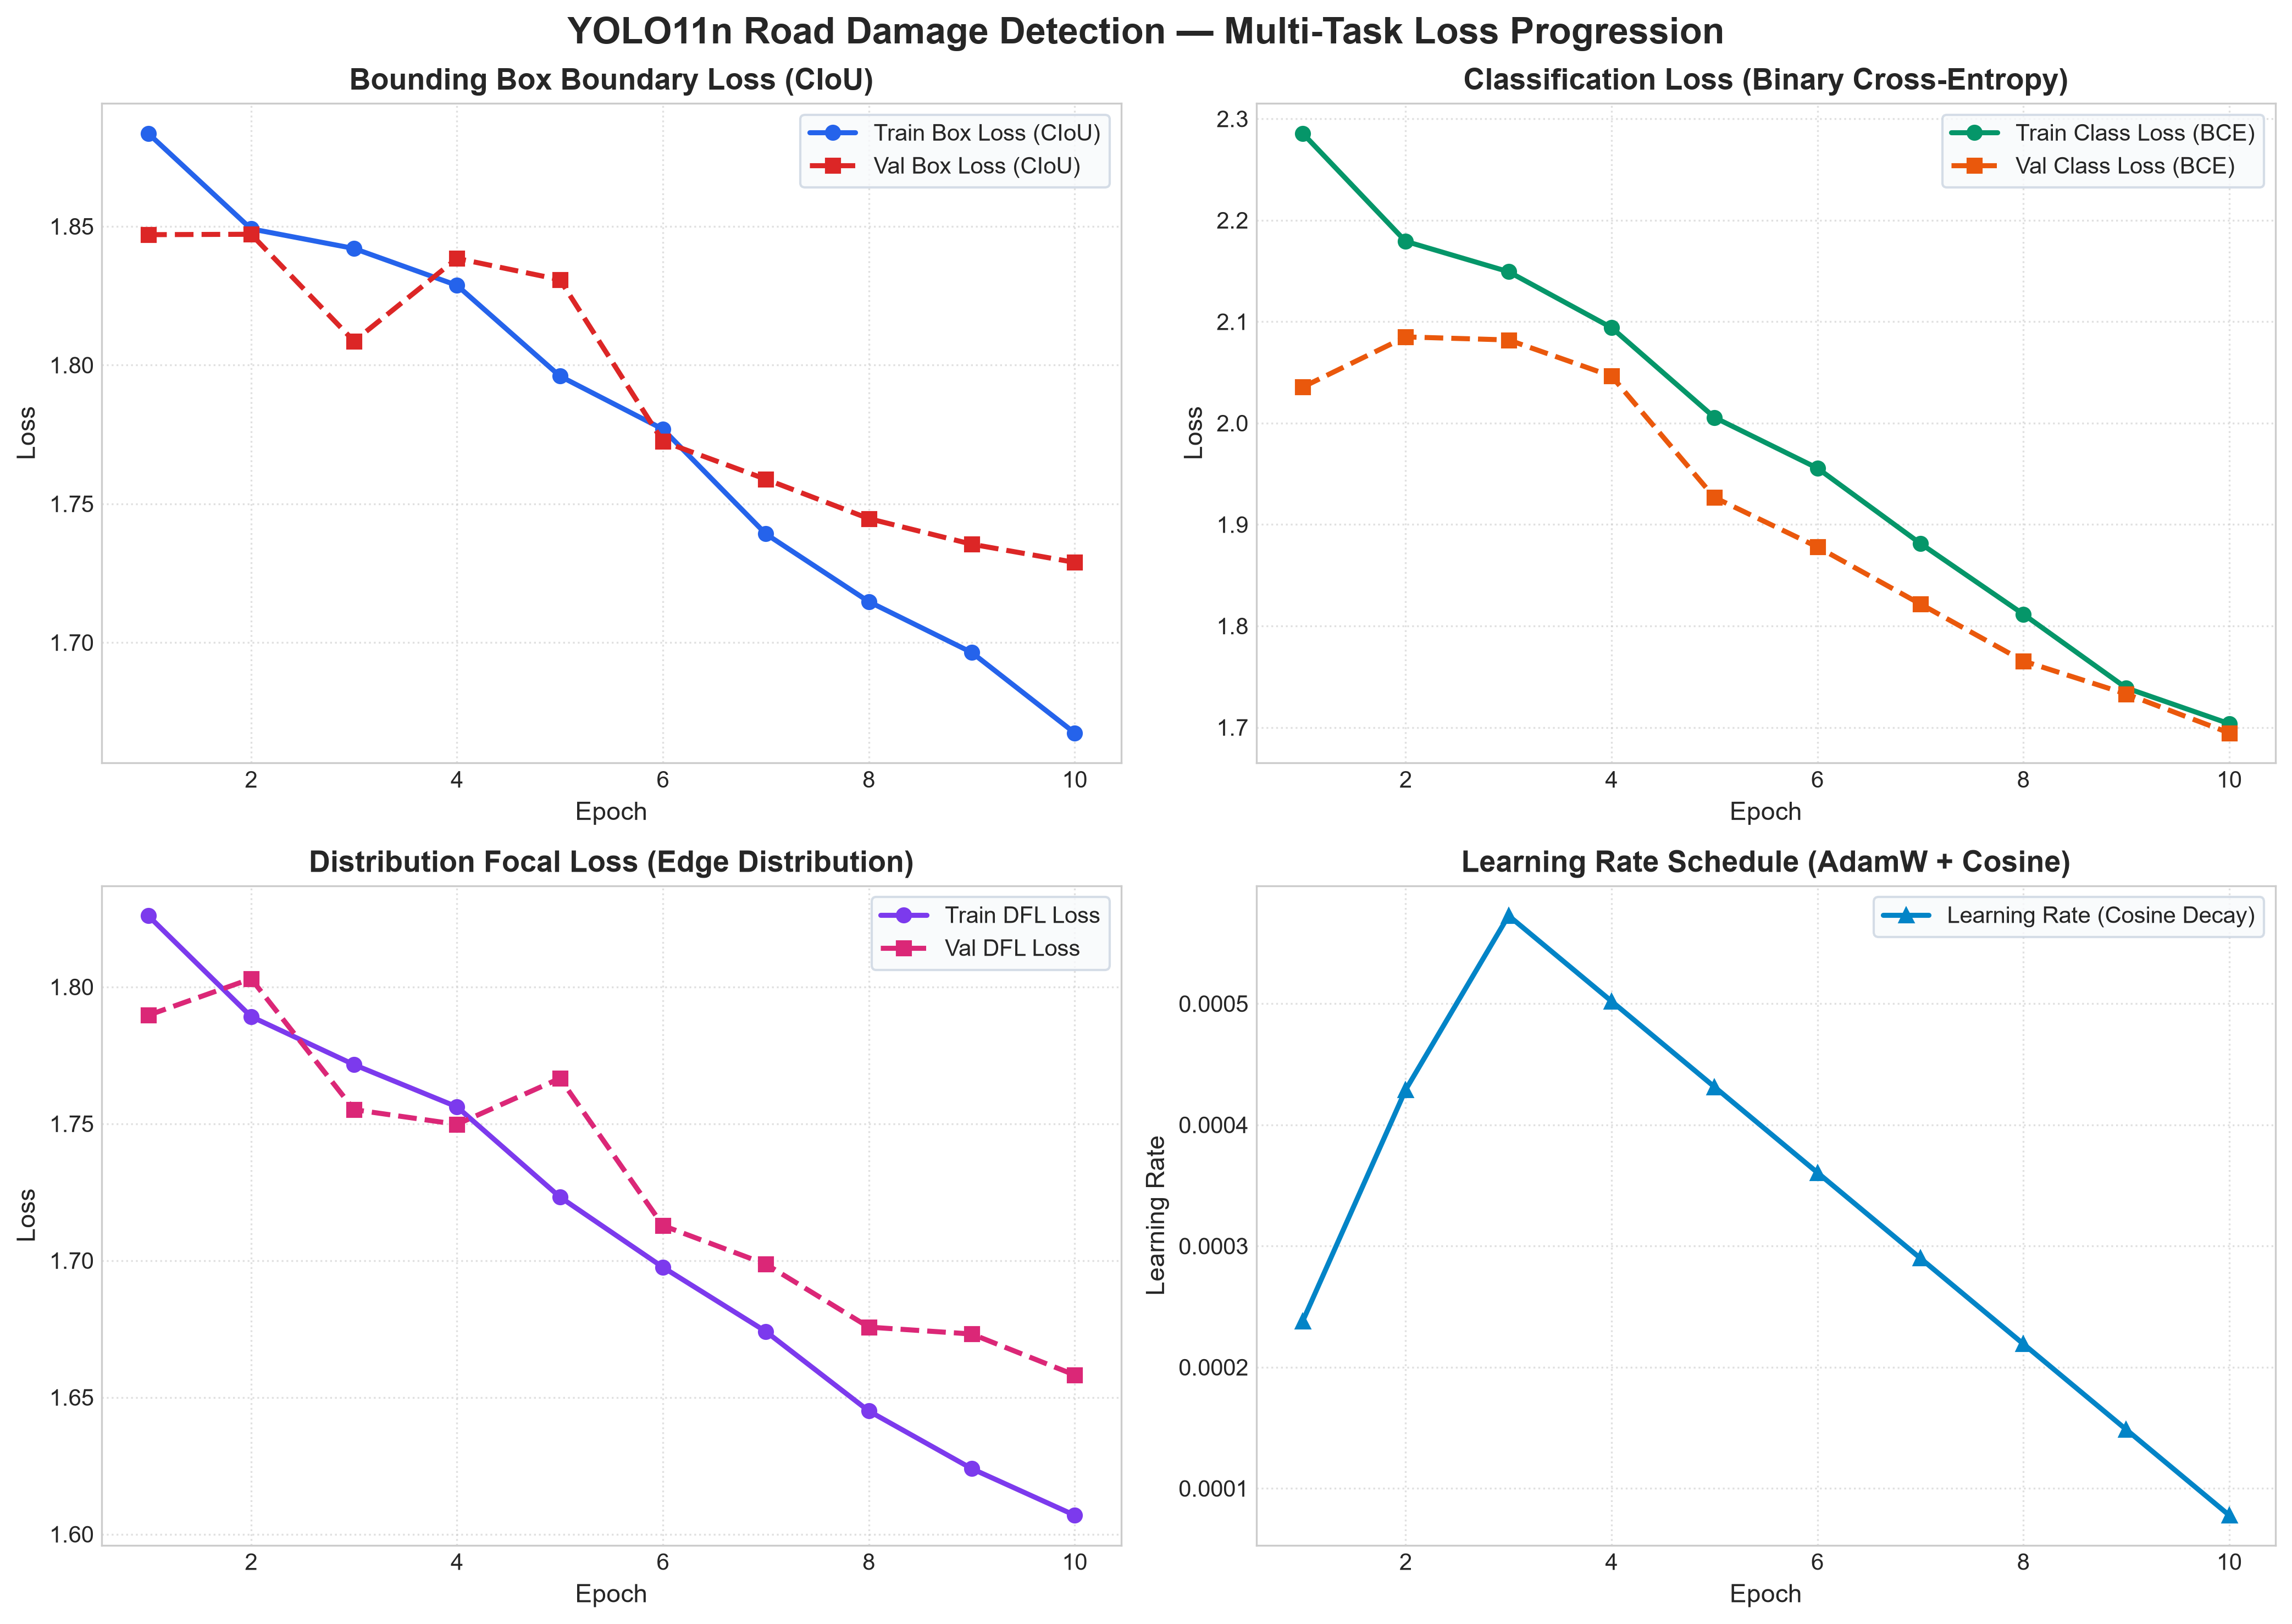 YOLO11n Road Damage Detection — Multi-Task Loss Progression
Bounding Box Boundary Loss (CIoU)
Train Box Loss (CIoU)
Val Box Loss (CIoU)
1.85
1.80
1.75
1.70
Loss
2 4 6 8 10
Epoch
Classification Loss (Binary Cross-Entropy)
Train Class Loss (BCE)
Val Class Loss (BCE)
2.3
2.2
2.1
2.0
1.9
1.8
1.7
Loss
2 4 6 8 10
Epoch
Distribution Focal Loss (Edge Distribution)
Train DFL Loss
Val DFL Loss
1.80
1.75
1.70
1.65
1.60
Loss
2 4 6 8 10
Epoch
Learning Rate Schedule (AdamW + Cosine)
Learning Rate (Cosine Decay)
0.0005
0.0004
0.0003
0.0002
0.0001
Learning Rate
2 4 6 8 10
Epoch